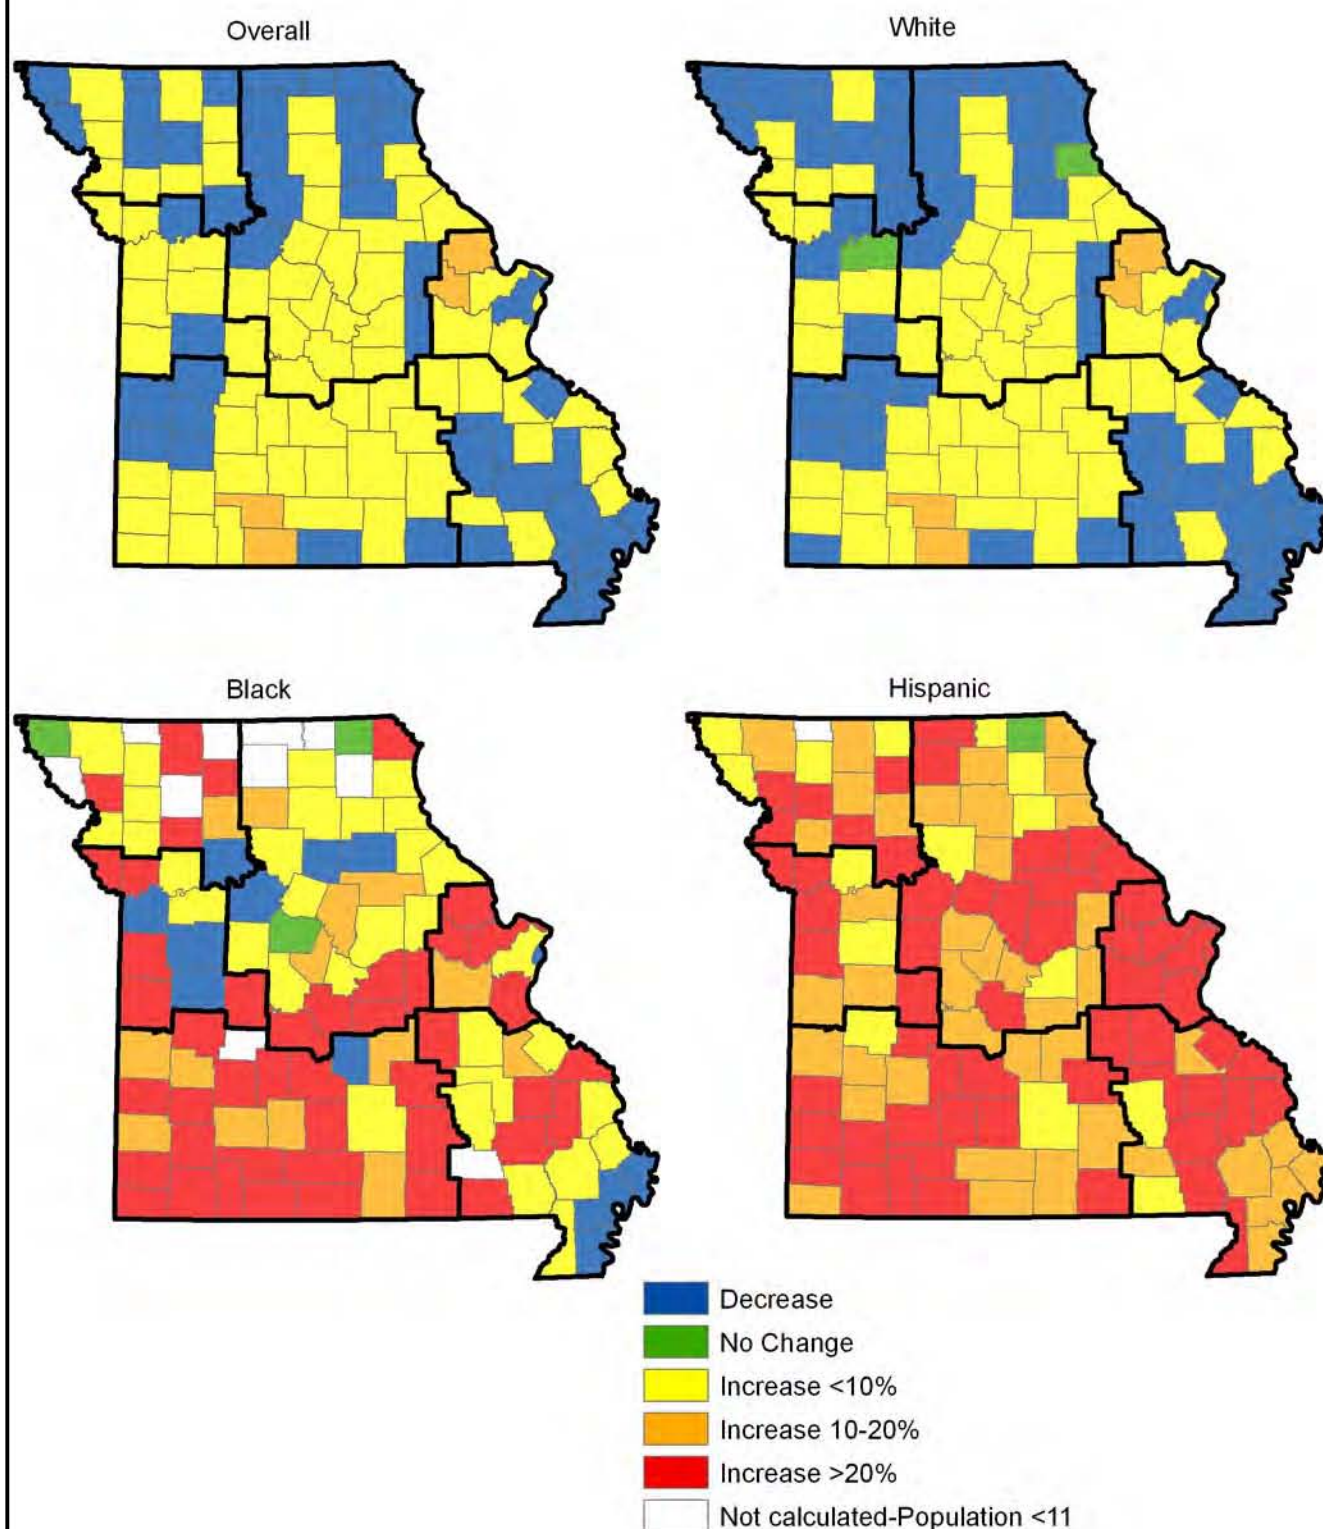 Overall
White
Black
Hispanic
Decrease
No Change
Increase <10%
Increase 10-20%
Increase >20%
Not calculated-Population <11